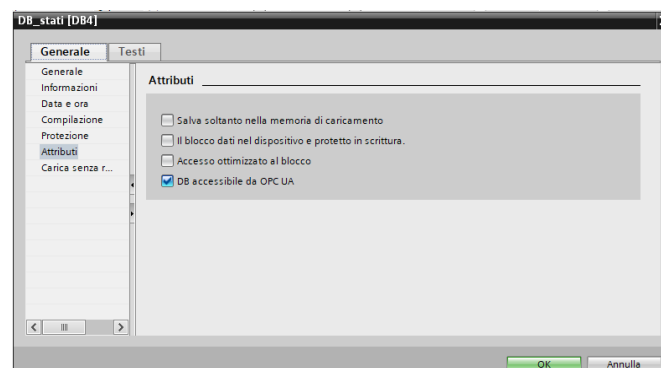 DB_stati [DB4]
Generale Testi
Generale
Informazioni
Data e ora
Compilazione
Protezione
Attributi
Carica senza r...
Attributi
Salva soltanto nella memoria di caricamento
Il blocco dati nel dispositivo e protetto in scrittura.
Accesso ottimizzato al blocco
DB accessibile da OPC UA
OK Annulla